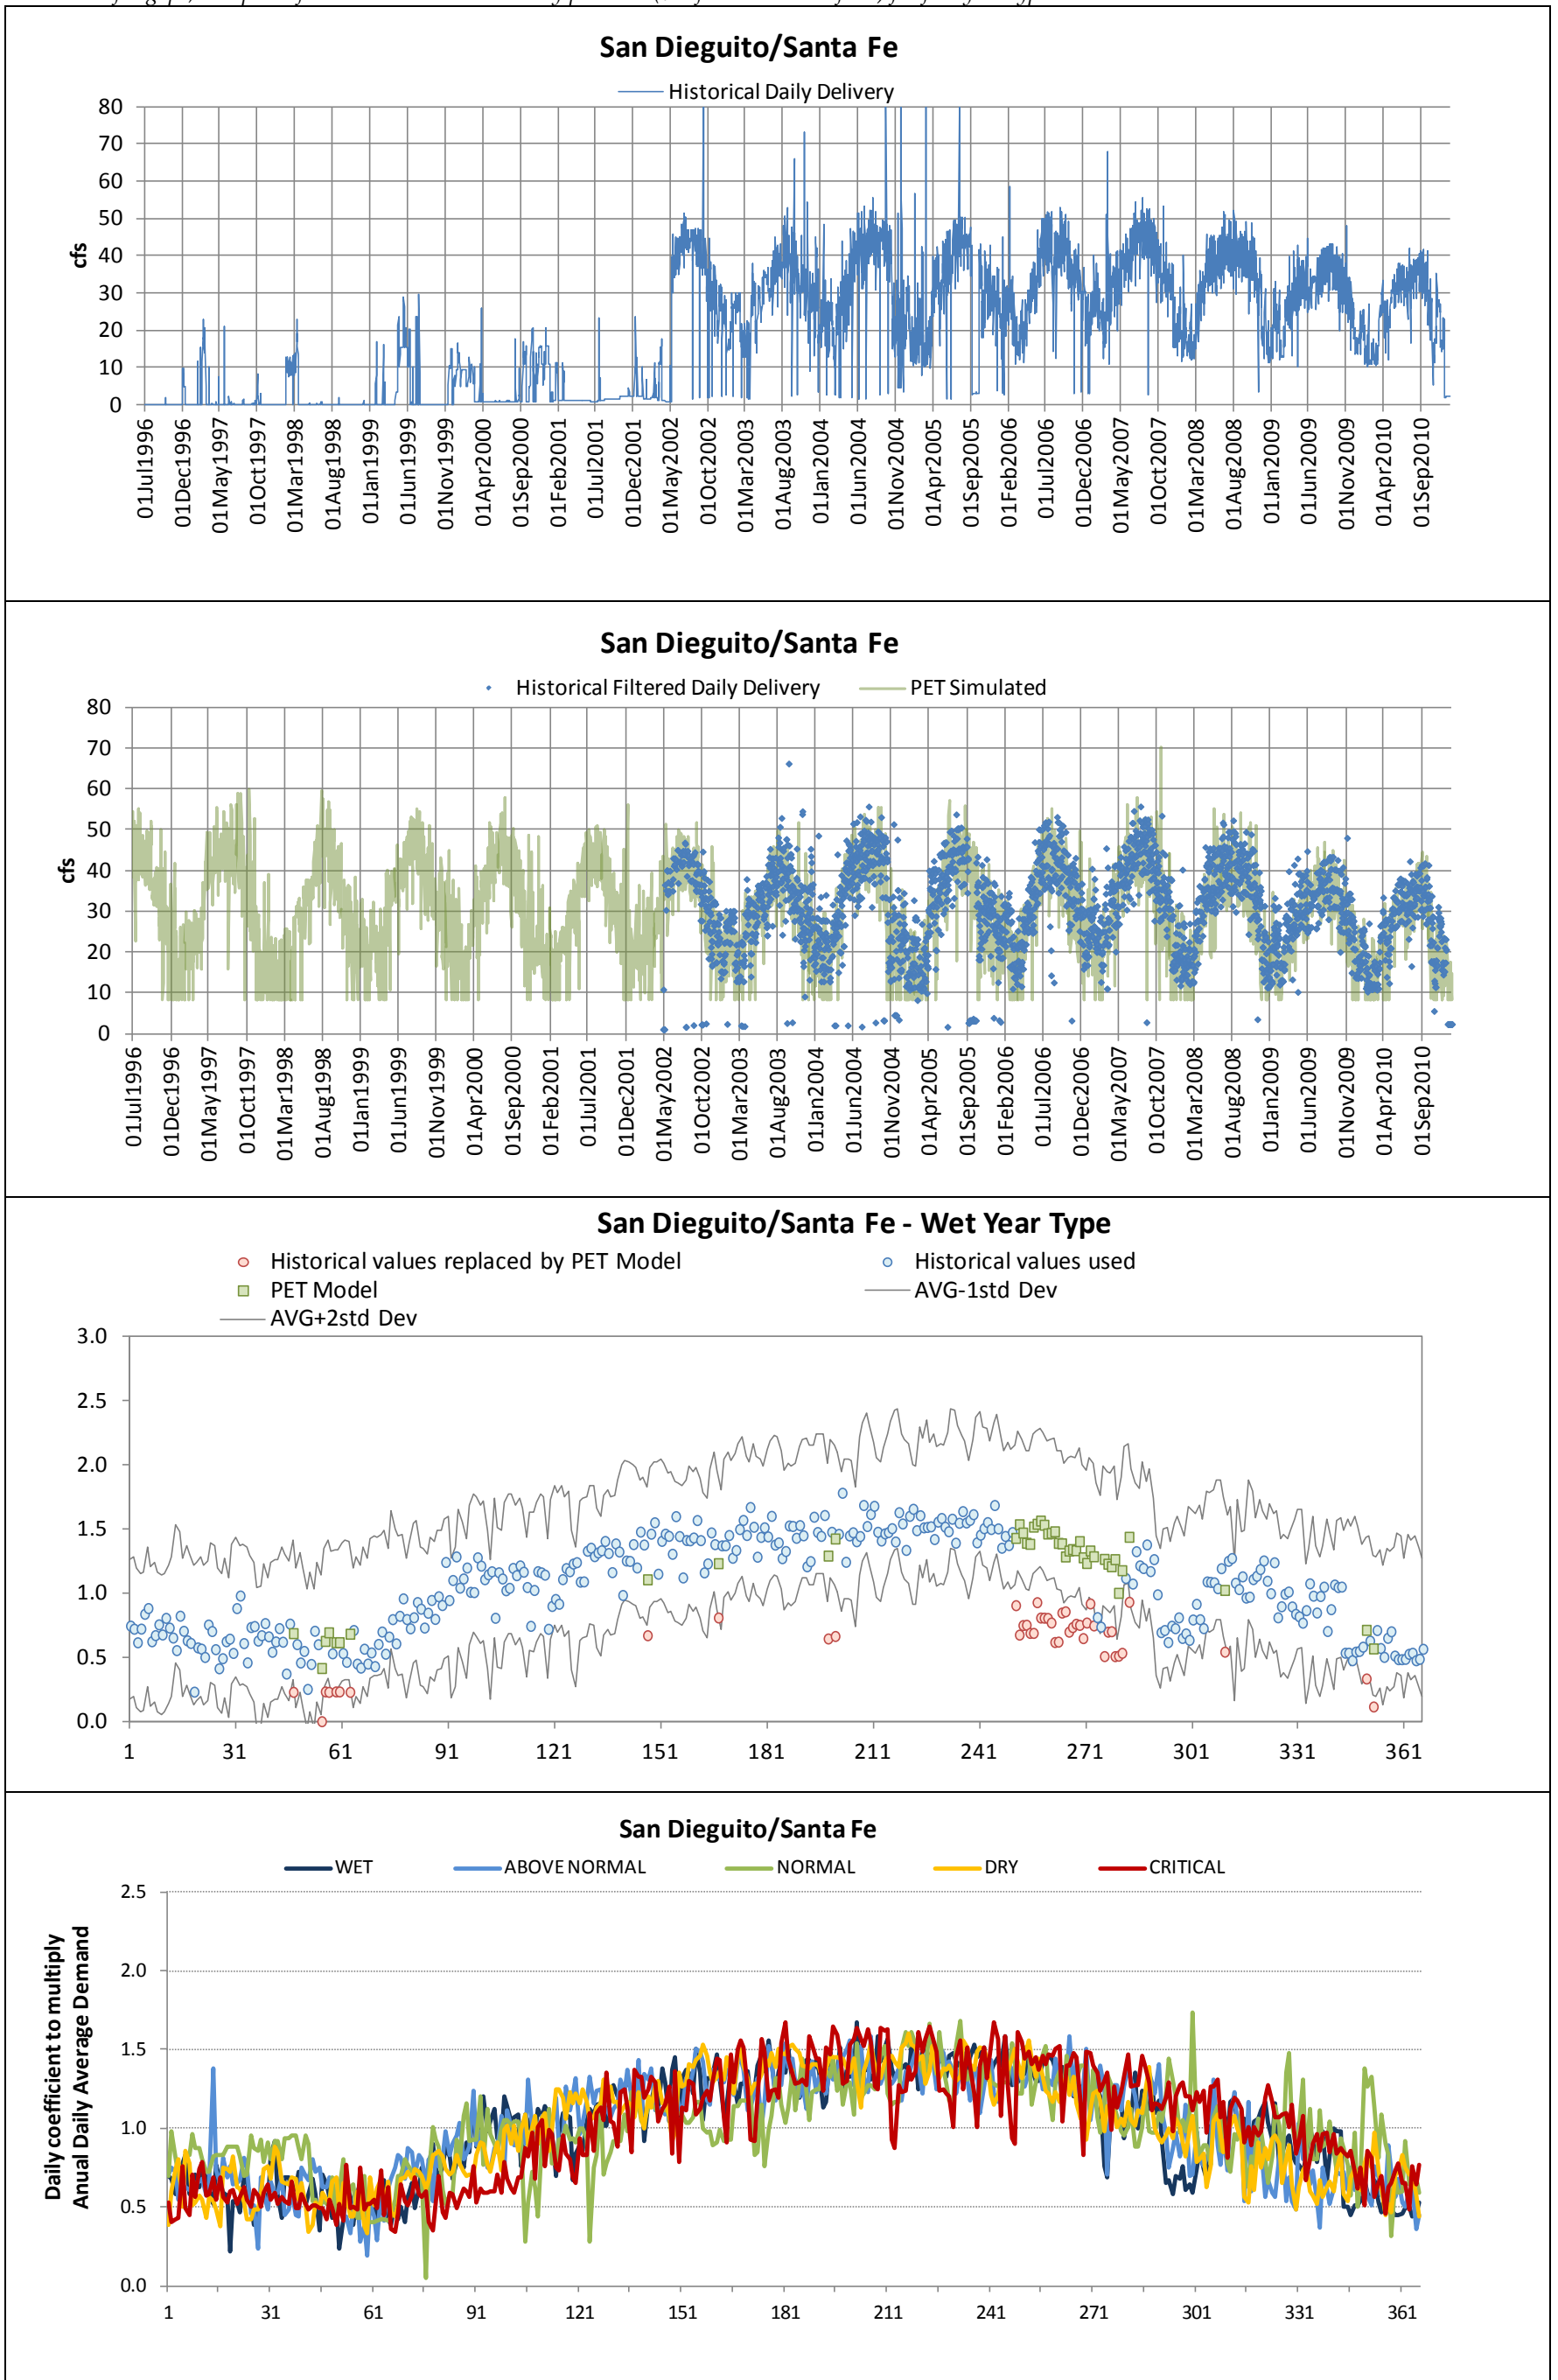 San Dieguito/Santa Fe
Historical Daily Delivery
80
70
60
50
40
30
20
10
0
cfs
01Jul1996
01Dec1996
01May1997
01Oct1997
01Mar1998
01Aug1998
01Jan1999
01Jun1999
01Nov1999
01Apr2000
01Sep2000
01Feb2001
01Jul2001
01Dec2001
01May2002
01Oct2002
01Mar2003
01Aug2003
01Jan2004
01Jun2004
01Nov2004
01Apr2005
01Sep2005
01Feb2006
01Jul2006
01Dec2006
01May2007
01Oct2007
01Mar2008
01Aug2008
01Jan2009
01Jun2009
01Nov2009
01Apr2010
01Sep2010
San Dieguito/Santa Fe
Historical Filtered Daily Delivery PET Simulated
80
70
60
50
40
30
20
10
0
cfs
01Jul1996
01Dec1996
01May1997
01Oct1997
01Mar1998
01Aug1998
01Jan1999
01Jun1999
01Nov1999
01Apr2000
01Sep2000
01Feb2001
01Jul2001
01Dec2001
01May2002
01Oct2002
01Mar2003
01Aug2003
01Jan2004
01Jun2004
01Nov2004
01Apr2005
01Sep2005
01Feb2006
01Jul2006
01Dec2006
01May2007
01Oct2007
01Mar2008
01Aug2008
01Jan2009
01Jun2009
01Nov2009
01Apr2010
01Sep2010
San Dieguito/Santa Fe - Wet Year Type
Historical values replaced by PET Model Historical values used
PET Model AVG-1std Dev
AVG+2std Dev
3.0
2.5
2.0
1.5
1.0
0.5
0.0
1 31 61 91 121 151 181 211 241 271 301 331 361
San Dieguito/Santa Fe
WET ABOVE NORMAL NORMAL DRY CRITICAL
Daily coefficient to multiply
Anual Daily Average Demand
2.5
2.0
1.5
1.0
0.5
0.0
1 31 61 91 121 151 181 211 241 271 301 331 361